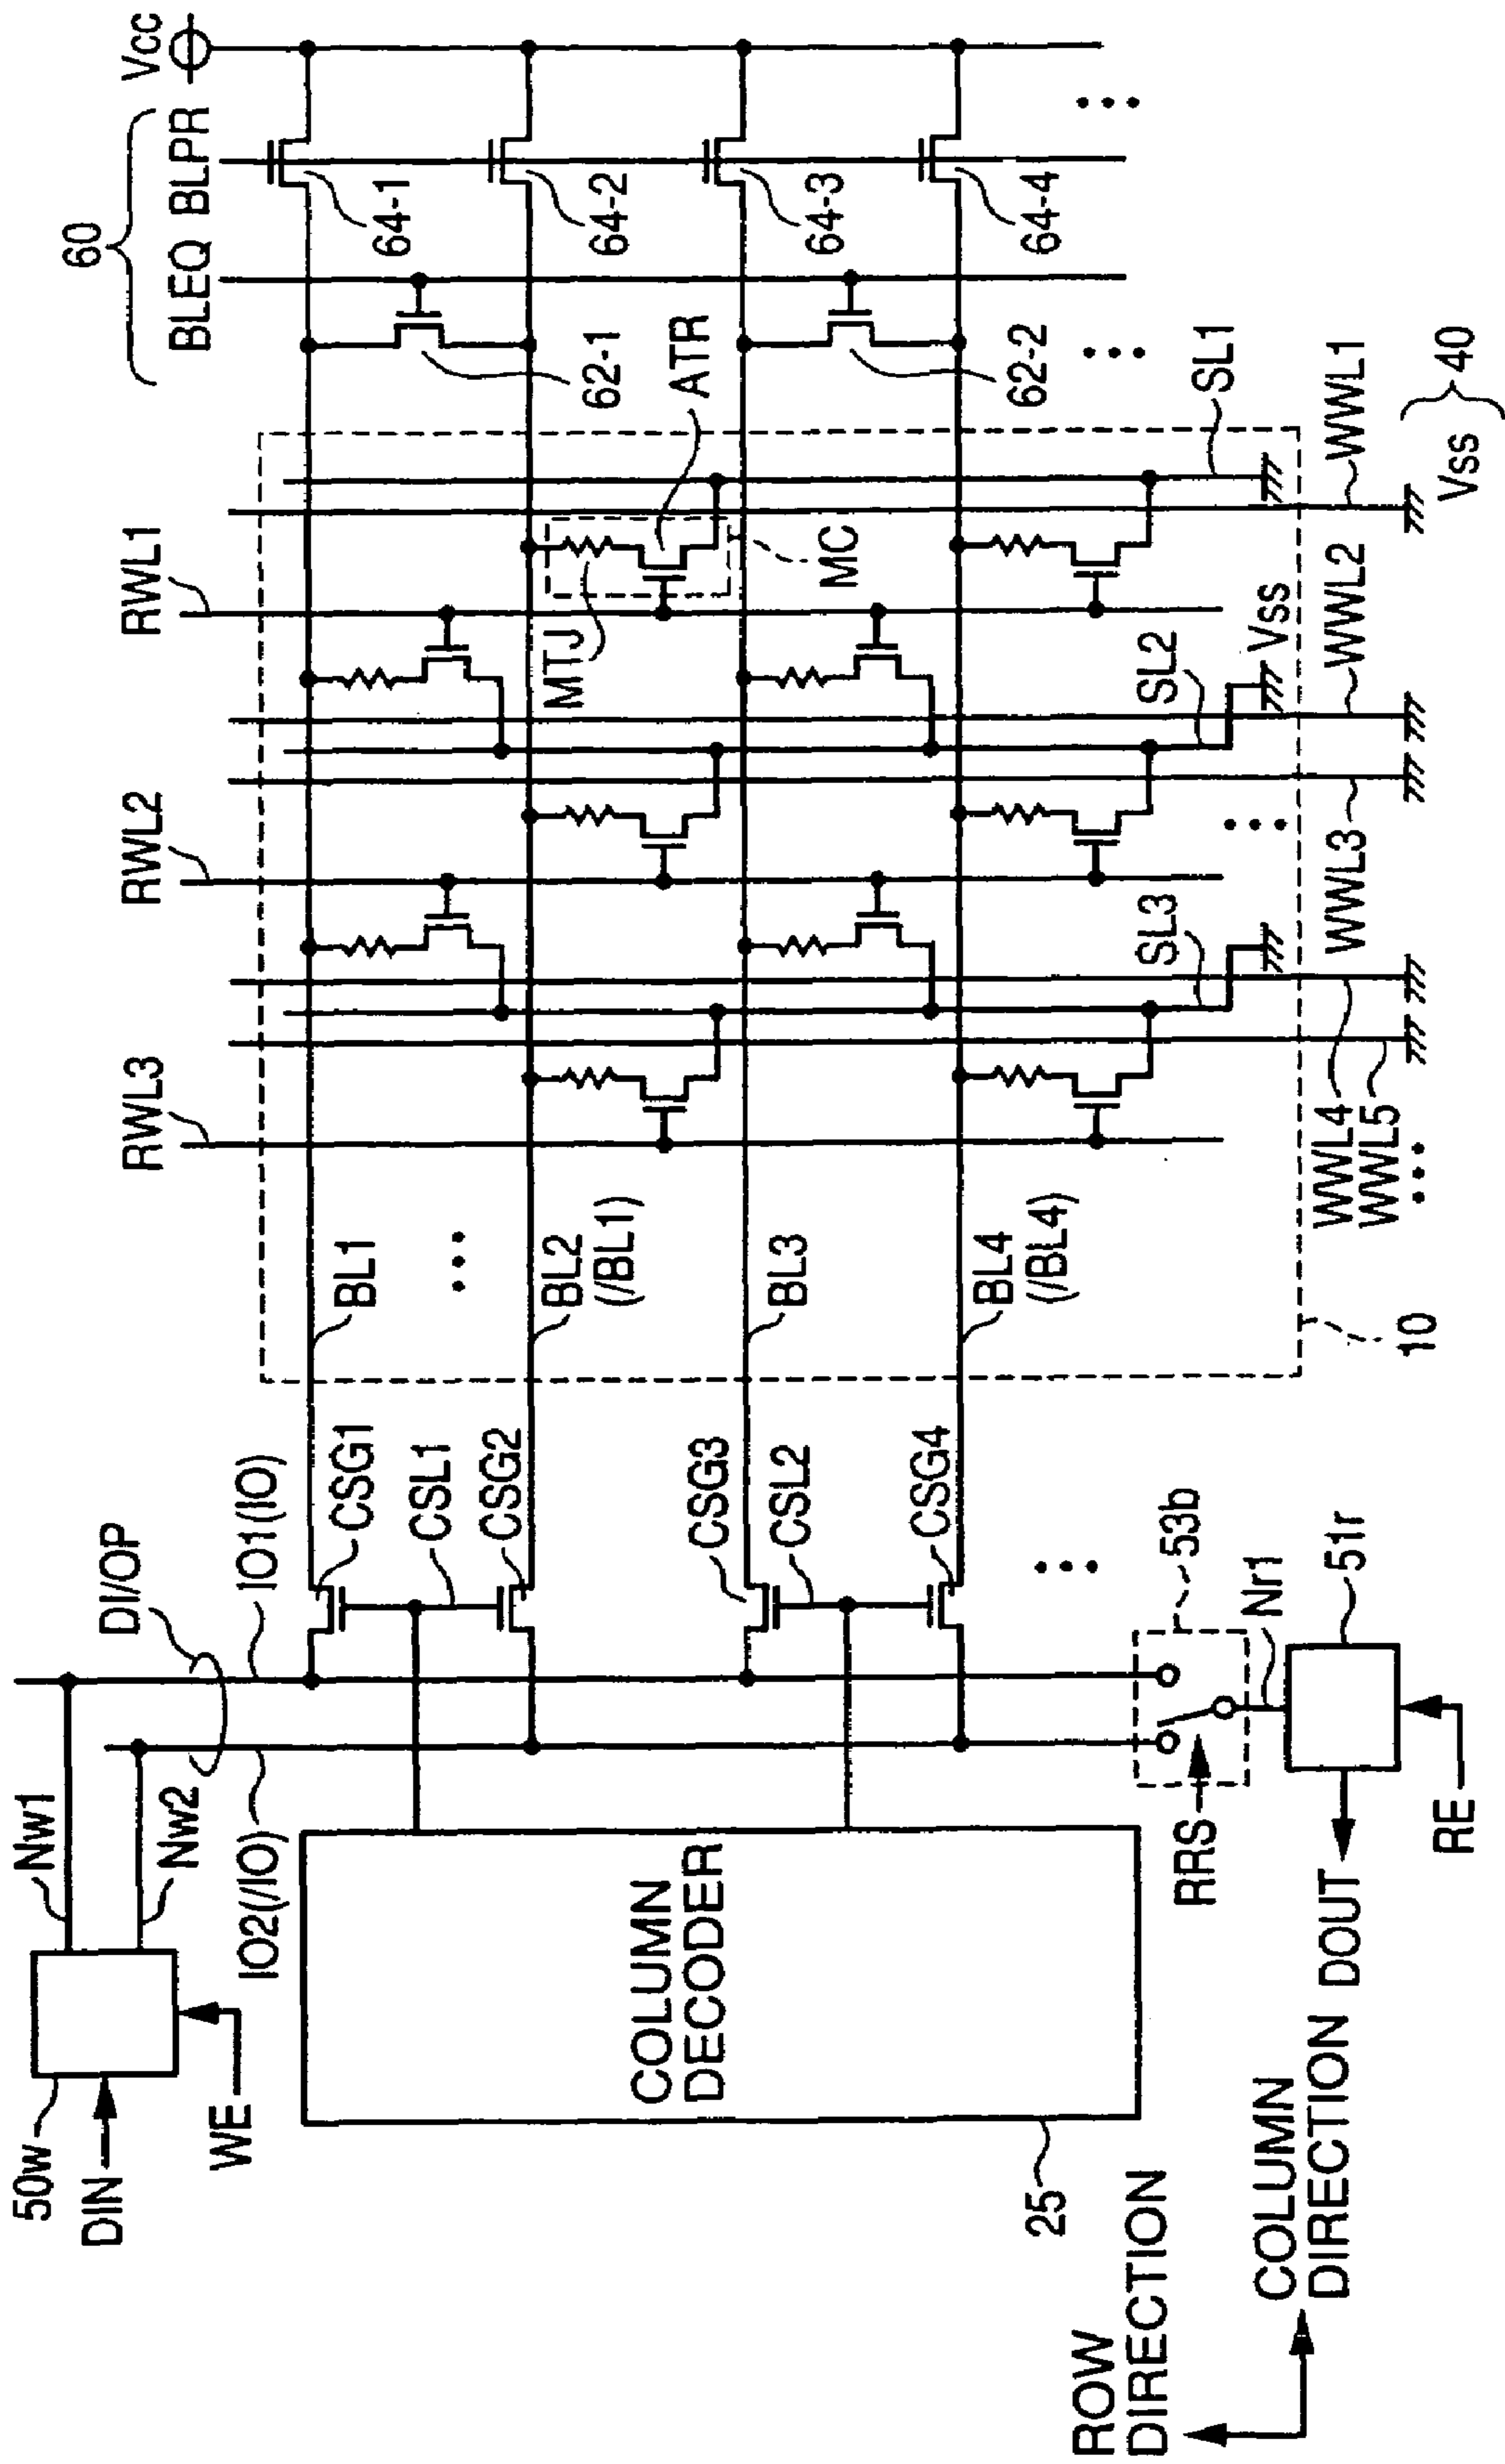 Vcc
60
BLEQ BLPR
64-1
64-2
64-3
64-4
62-1
62-2
ATR
SL1
40
WWL1
Vss
RWL1
MC
MTJ
Vss
WWL2
SL2
RWL2
WWL3
SL3
RWL3
WWL4
WWL5
BL1
BL2
(/BL1)
BL3
BL4
(/BL4)
10
CSG1
CSL1
CSG2
CSG3
CSL2
CSG4
IO1(IO)
DI/OP
53b
51r
Nr1
Nw1
Nw2
IO2(/IO)
RRS
RE
DOUT
COLUMN
DECODER
50w
DIN
WE
25
ROW
DIRECTION
COLUMN
DIRECTION